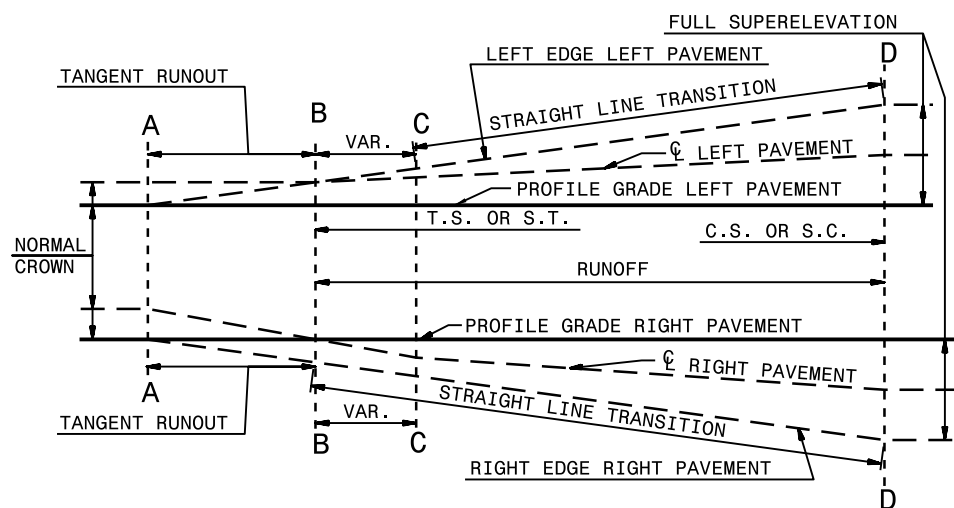 FULL SUPERELEVATION
D
LEFT EDGE LEFT PAVEMENT
TANGENT RUNOUT
STRAIGHT LINE TRANSITION
A
B
VAR.
C
℄ LEFT PAVEMENT
PROFILE GRADE LEFT PAVEMENT
T.S. OR S.T.
C.S. OR S.C.
NORMAL
CROWN
RUNOFF
PROFILE GRADE RIGHT PAVEMENT
℄ RIGHT PAVEMENT
A
STRAIGHT LINE TRANSITION
TANGENT RUNOUT
VAR.
B
C
RIGHT EDGE RIGHT PAVEMENT
D